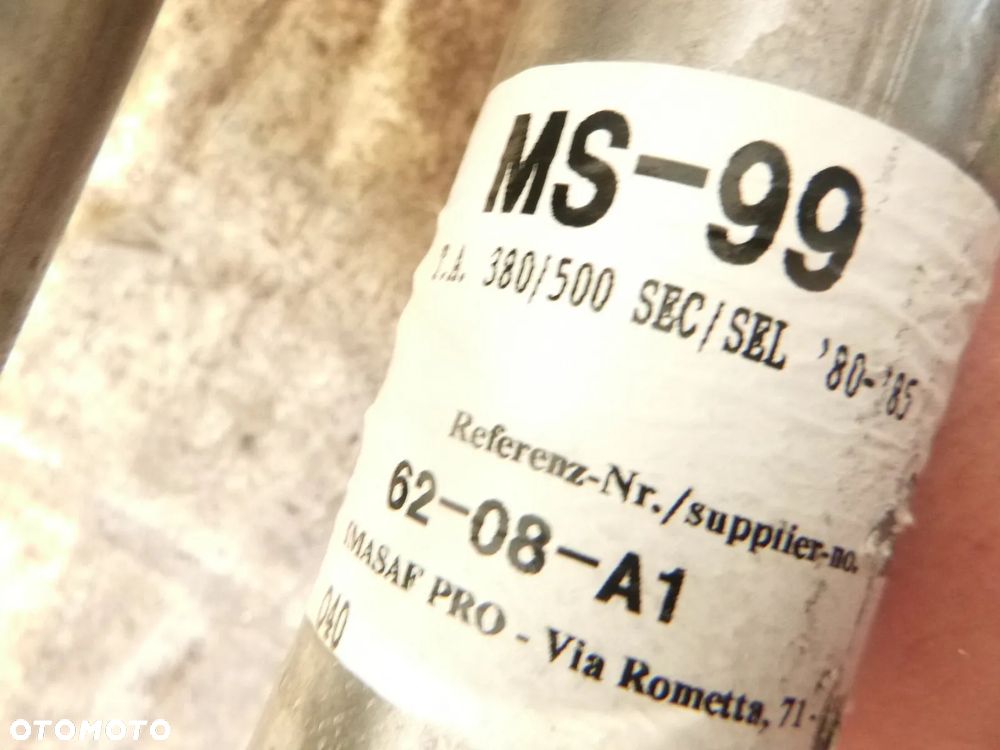 MS-99
T.A. 380/500 SEC/SEL '80-'85
Referenz-Nr./supplier-no.
62-08-A1
IMASAF PRO - Via Rometta, 71 -
040
OTOMOTO